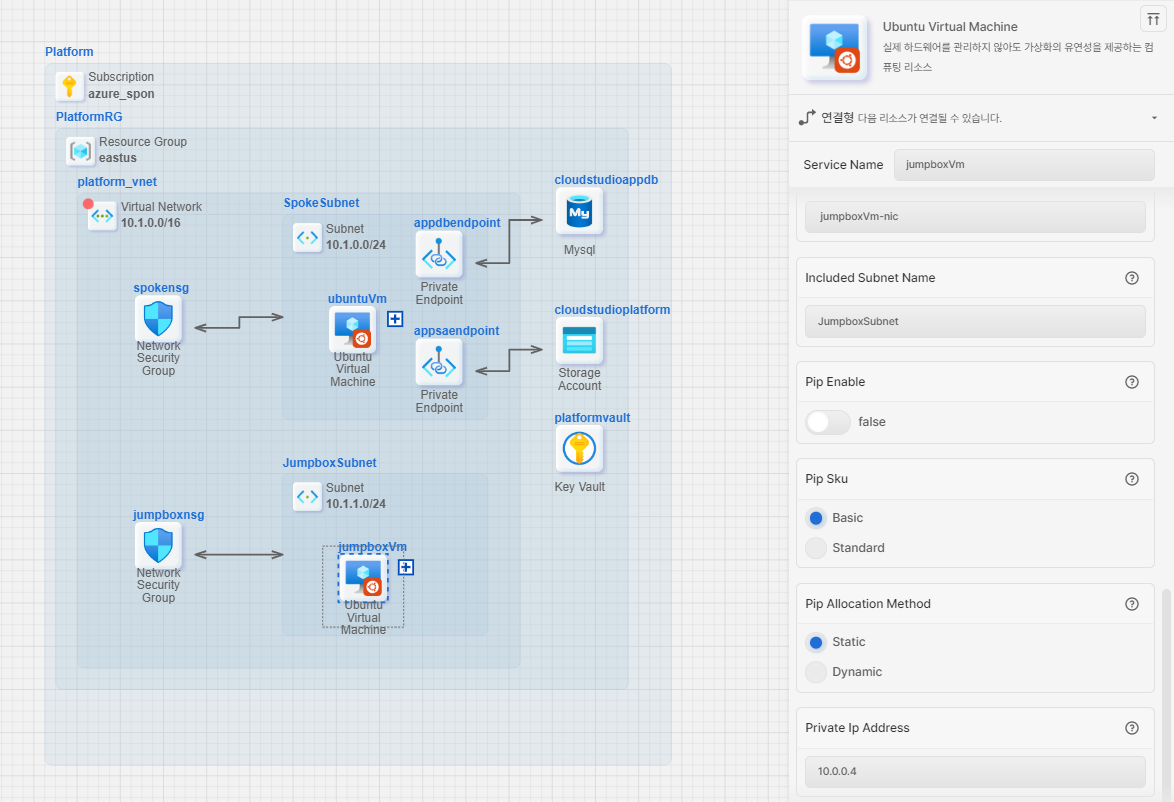 Platform
Subscription
azure_spon
PlatformRG
Resource Group
eastus
platform_vnet
Virtual Network
10.1.0.0/16
SpokeSubnet
Subnet
10.1.0.0/24
appdbendpoint
Private
Endpoint
cloudstudioappdb
Mysql
spokensg
Network
Security
Group
ubuntuVm
Ubuntu
Virtual
Machine
appsaendpoint
Private
Endpoint
cloudstudioplatform
Storage
Account
platformvault
Key Vault
JumpboxSubnet
Subnet
10.1.1.0/24
jumpboxnsg
Network
Security
Group
jumpboxVm
Ubuntu
Virtual
Machine
Ubuntu Virtual Machine
실제 하드웨어를 관리하지 않아도 가상화의 유연성을 제공하는 컴
퓨팅 리소스
연결형 다음 리소스가 연결될 수 있습니다.
Service Name
jumpboxVm
jumpboxVm-nic
Included Subnet Name
JumpboxSubnet
Pip Enable
false
Pip Sku
Basic
Standard
Pip Allocation Method
Static
Dynamic
Private Ip Address
10.0.0.4